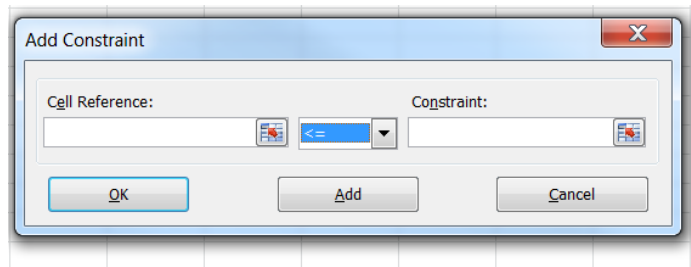 Add Constraint
Cell Reference:
Constraint:
<=
OK
Add
Cancel